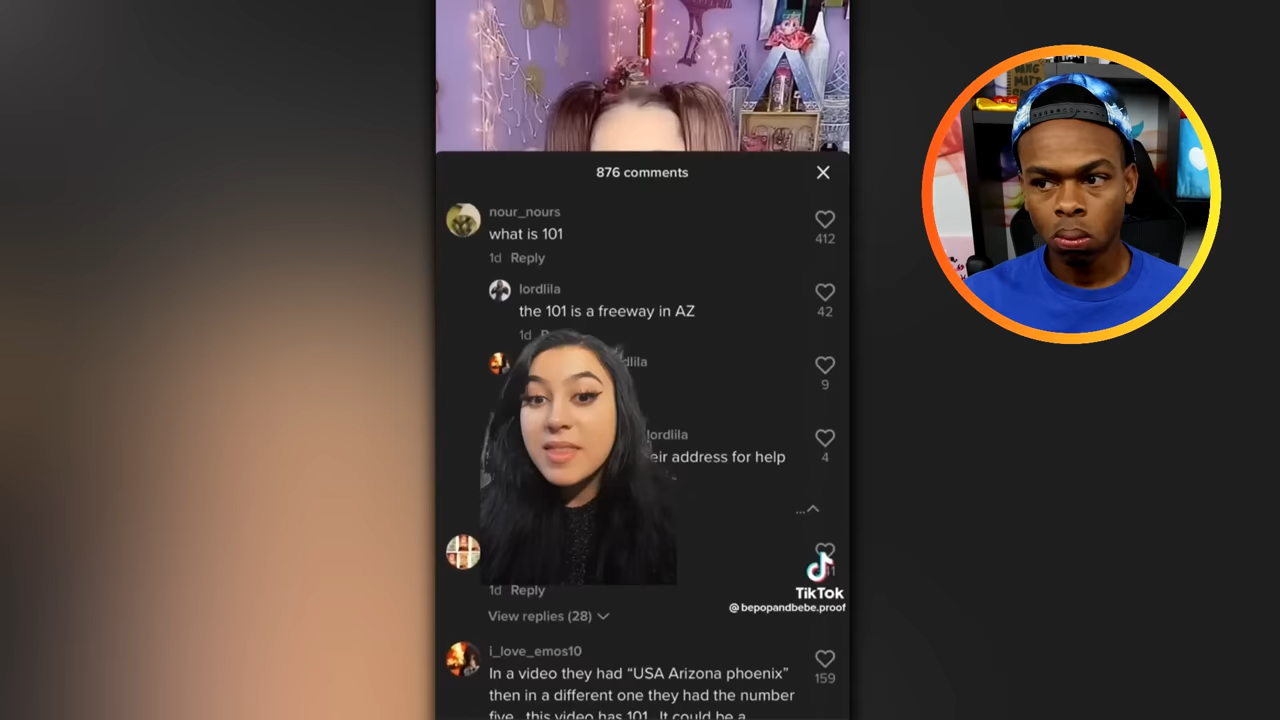 876 comments
nour_nours
what is 101
412
1d Reply
lordlila
the 101 is a freeway in AZ
42
1d
dlila
9
lordlila
eir address for help
4
...
1d Reply
TikTok
@bepopandbebe.proof
View replies (28)
i_love_emos10
In a video they had “USA Arizona phoenix”
then in a different one they had the number
159
five this video has 101 It could be a